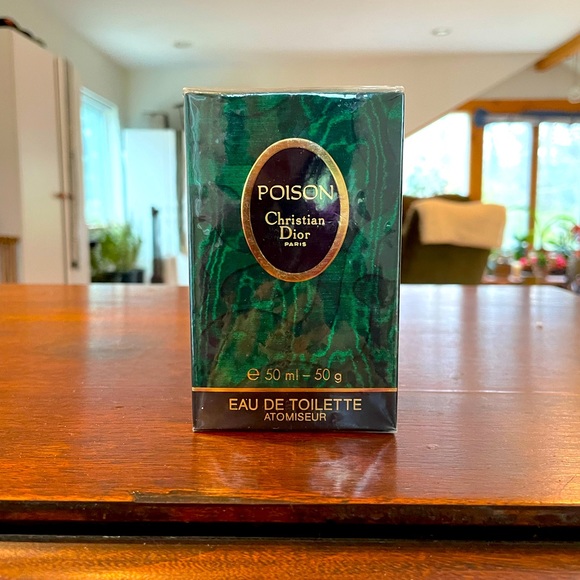 POISON
Christian
Dior
PARIS
e 50 ml – 50 g
EAU DE TOILETTE
ATOMISEUR